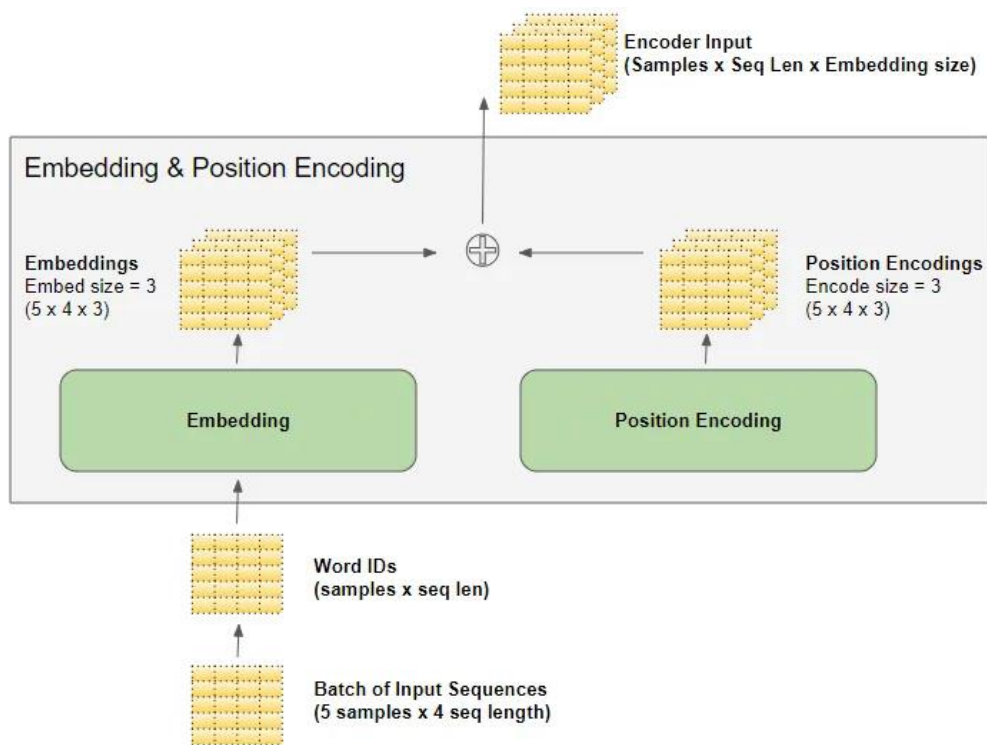 Encoder Input
(Samples x Seq Len x Embedding size)
Embedding & Position Encoding
Embeddings
Embed size = 3
(5 x 4 x 3)
Position Encodings
Encode size = 3
(5 x 4 x 3)
Embedding
Position Encoding
Word IDs
(samples x seq len)
Batch of Input Sequences
(5 samples x 4 seq length)